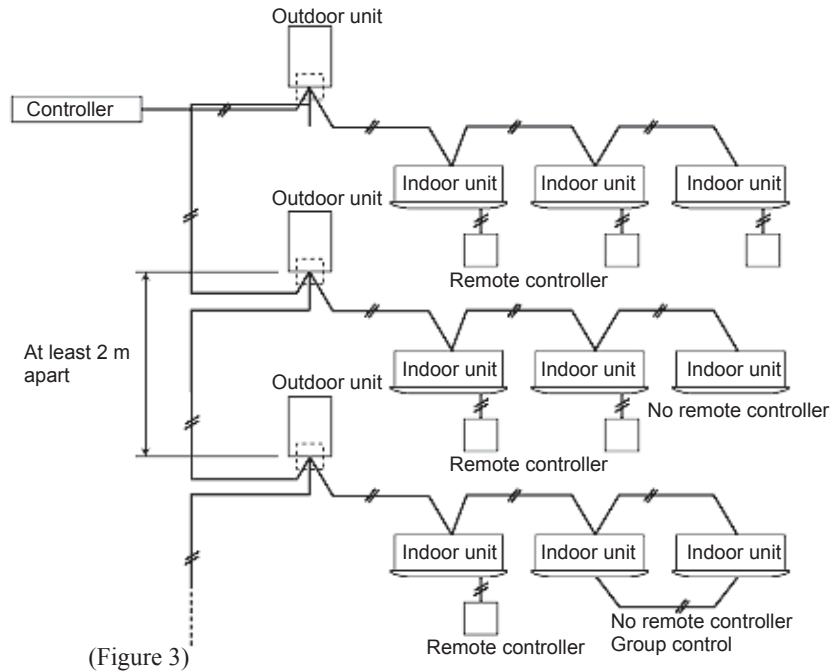 Outdoor unit
Controller
Indoor unit
Indoor unit
Indoor unit
Outdoor unit
Remote controller
At least 2 m
apart
Indoor unit
Indoor unit
Indoor unit
Outdoor unit
No remote controller
Remote controller
Indoor unit
Indoor unit
Indoor unit
No remote controller
Group control
Remote controller
(Figure 3)